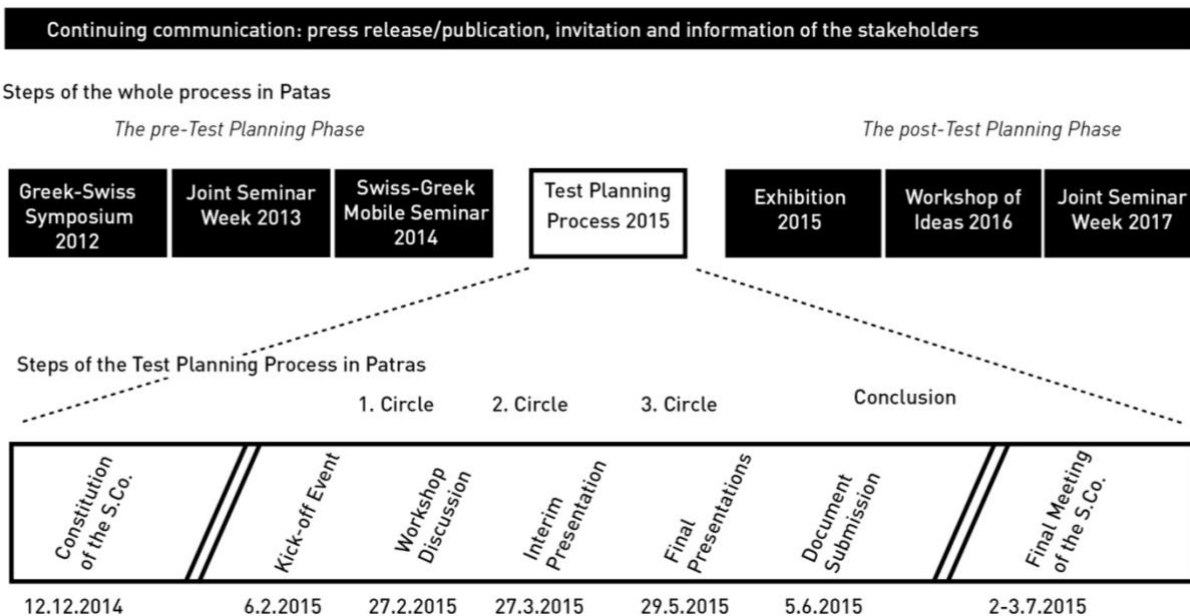 Continuing communication: press release/publication, invitation and information of the stakeholders
Steps of the whole process in Patas
The pre-Test Planning Phase
The post-Test Planning Phase
Greek-Swiss
Symposium
2012
Joint Seminar
Week 2013
Swiss-Greek
Mobile Seminar
2014
Test Planning
Process 2015
Exhibition
2015
Workshop of
Ideas 2016
Joint Seminar
Week 2017
Steps of the Test Planning Process in Patras
1. Circle
2. Circle
3. Circle
Conclusion
Constitution
of the S.Co.
Kick-off Event
Workshop
Discussion
Interim
Presentation
Final
Presentations
Document
Submission
Final Meeting
of the S.Co.
12.12.2014
6.2.2015
27.2.2015
27.3.2015
29.5.2015
5.6.2015
2-3.7.2015